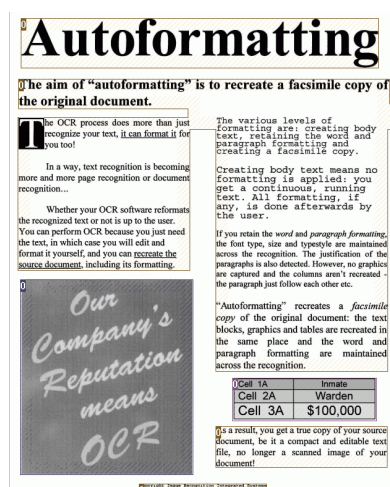 Autoformatting
The aim of “autoformatting” is to recreate a facsimile copy of
the original document.
The OCR process does more than just
recognize your text, it can format it for
you too!
In a way, text recognition is becoming
more and more page recognition or document
recognition...
Whether your OCR software reformats
the recognized text or not is up to the user.
You can perform OCR because you just need
the text, in which case you will edit and
format it yourself, and you can recreate the
source document, including its formatting.
Our
Company's
Reputation
means
OCR
The various levels of
formatting are: creating body
text, retaining the word and
paragraph formatting and
creating a facsimile copy.
Creating body text means no
formatting is applied: you
get a continuous, running
text. All formatting, if
any, is done afterwards by
the user.
If you retain the word and paragraph formatting,
the font type, size and typestyle are maintained
across the recognition. The justification of the
paragraphs is also detected. However, no graphics
are captured and the columns aren't recreated -
the paragraph just follow each other etc.
“Autoformatting” recreates a facsimile
copy of the original document: the text
blocks, graphics and tables are recreated in
the same place and the word and
paragraph formatting are maintained
across the recognition.
Cell 1A Inmate
Cell 2A Warden
Cell 3A $100,000
As a result, you get a true copy of your source
document, be it a compact and editable text
file, no longer a scanned image of your
document!